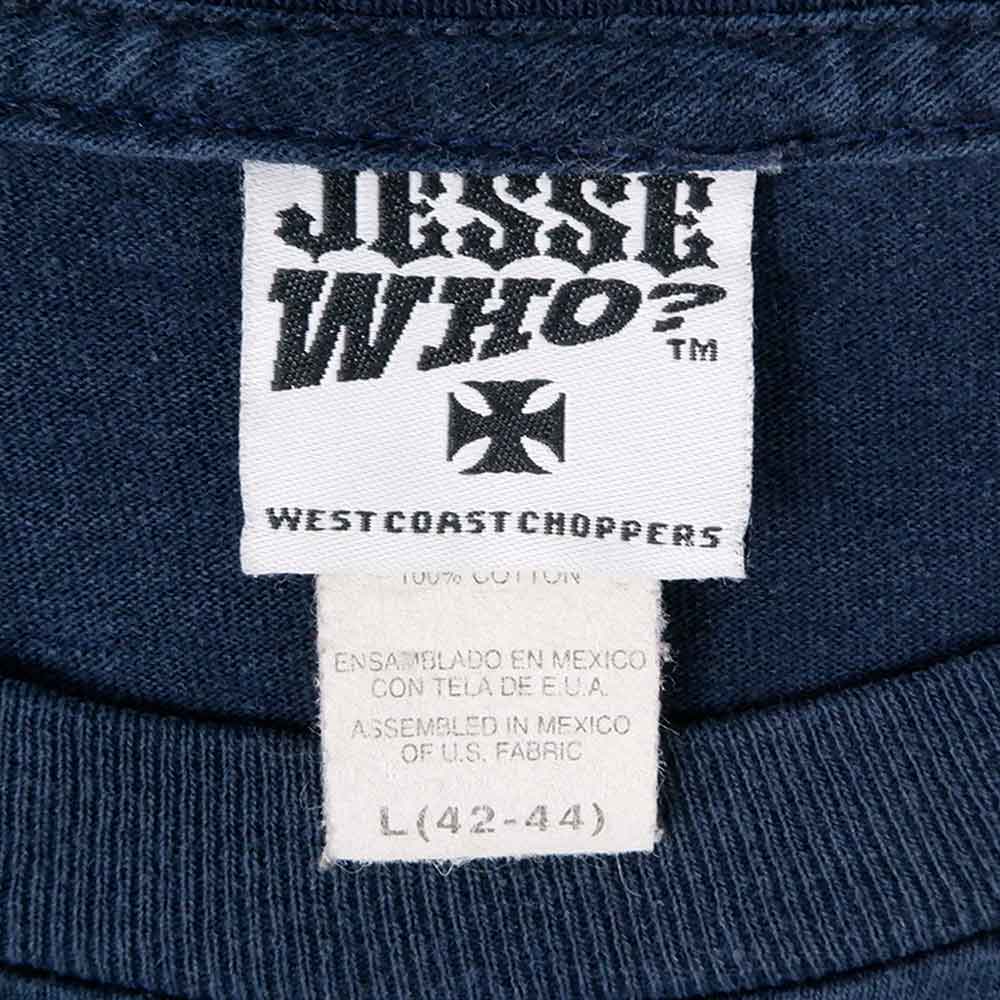 JESSE
WHO?
TM
WESTCOASTCHOPPERS
100% COTTON
ENSAMBLADO EN MEXICO
CON TELA DE E.U.A.
ASSEMBLED IN MEXICO
OF U.S. FABRIC
L(42-44)